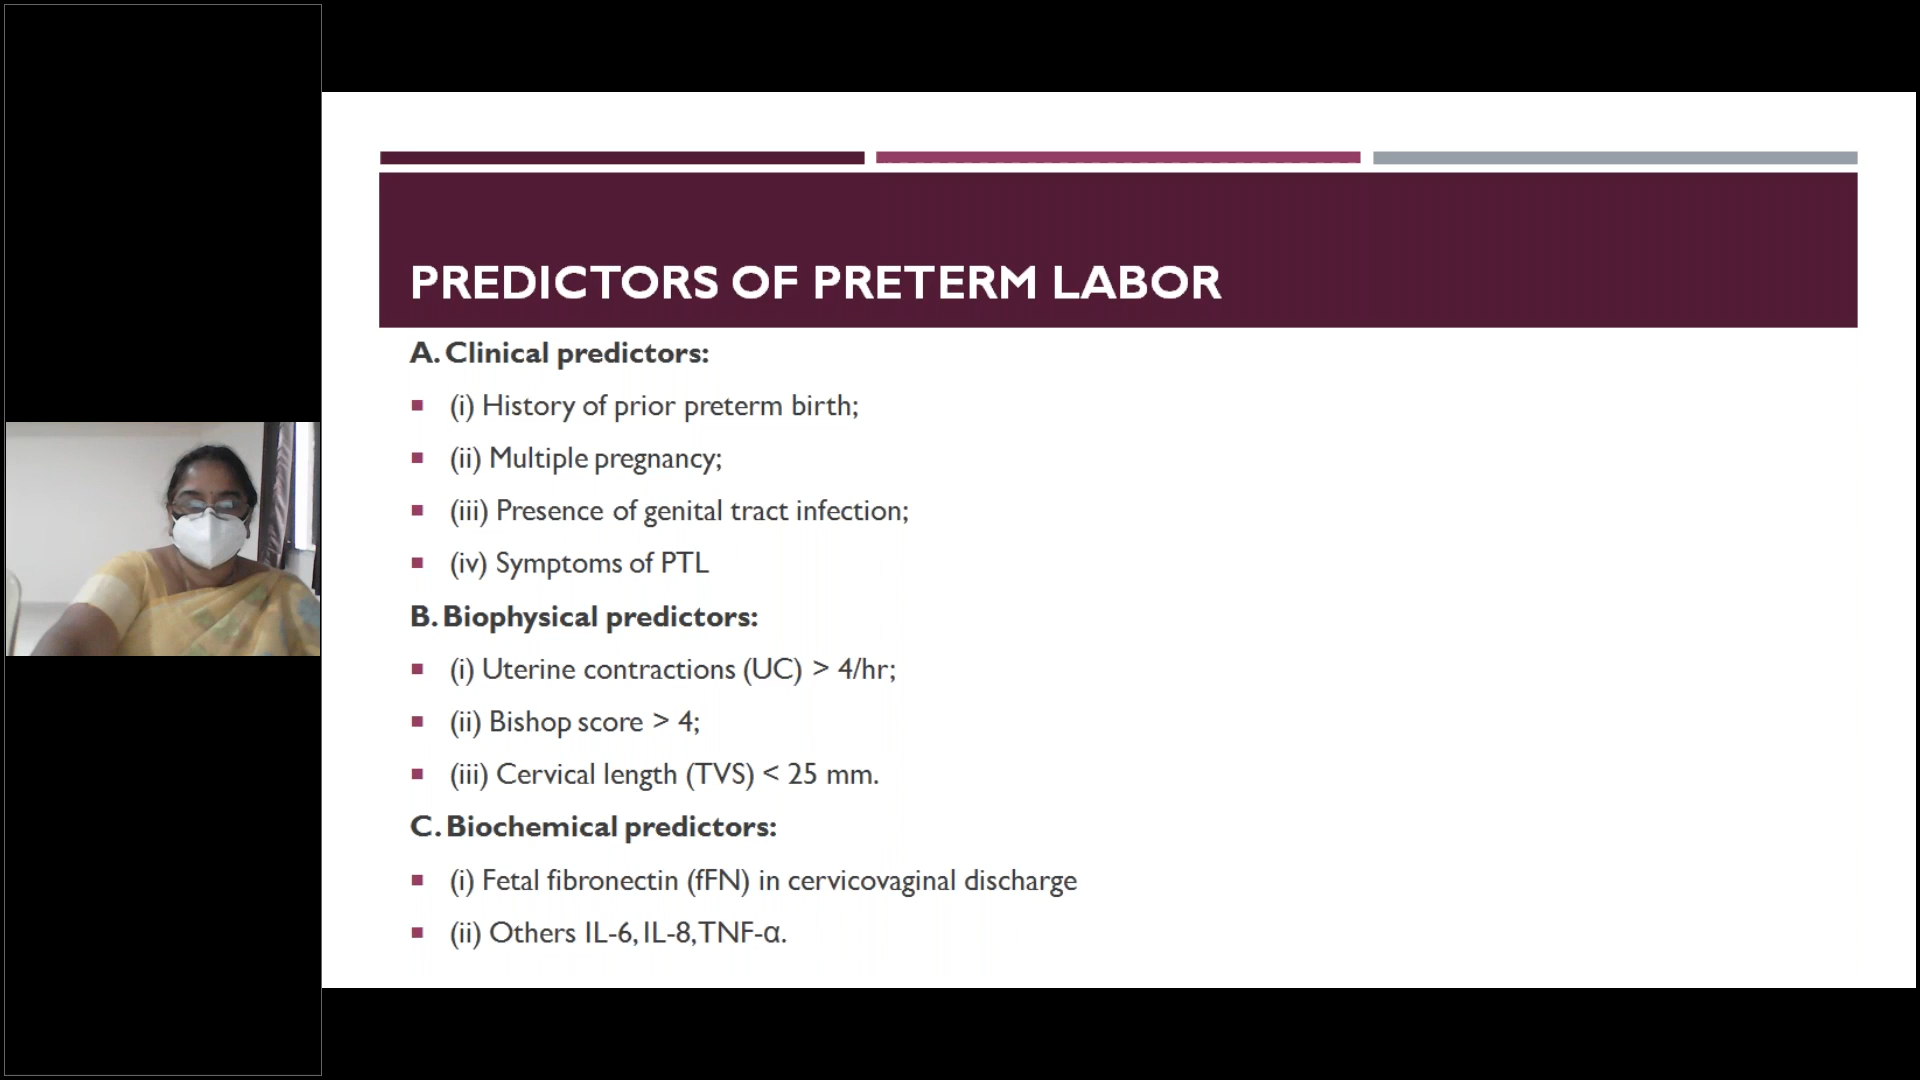 PREDICTORS OF PRETERM LABOR
A. Clinical predictors:
(i) History of prior preterm birth;
(ii) Multiple pregnancy;
(iii) Presence of genital tract infection;
(iv) Symptoms of PTL
B. Biophysical predictors:
(i) Uterine contractions (UC) > 4/hr;
(ii) Bishop score > 4;
(iii) Cervical length (TVS) < 25 mm.
C. Biochemical predictors:
(i) Fetal fibronectin (fFN) in cervicovaginal discharge
(ii) Others IL-6, IL-8, TNF-α.